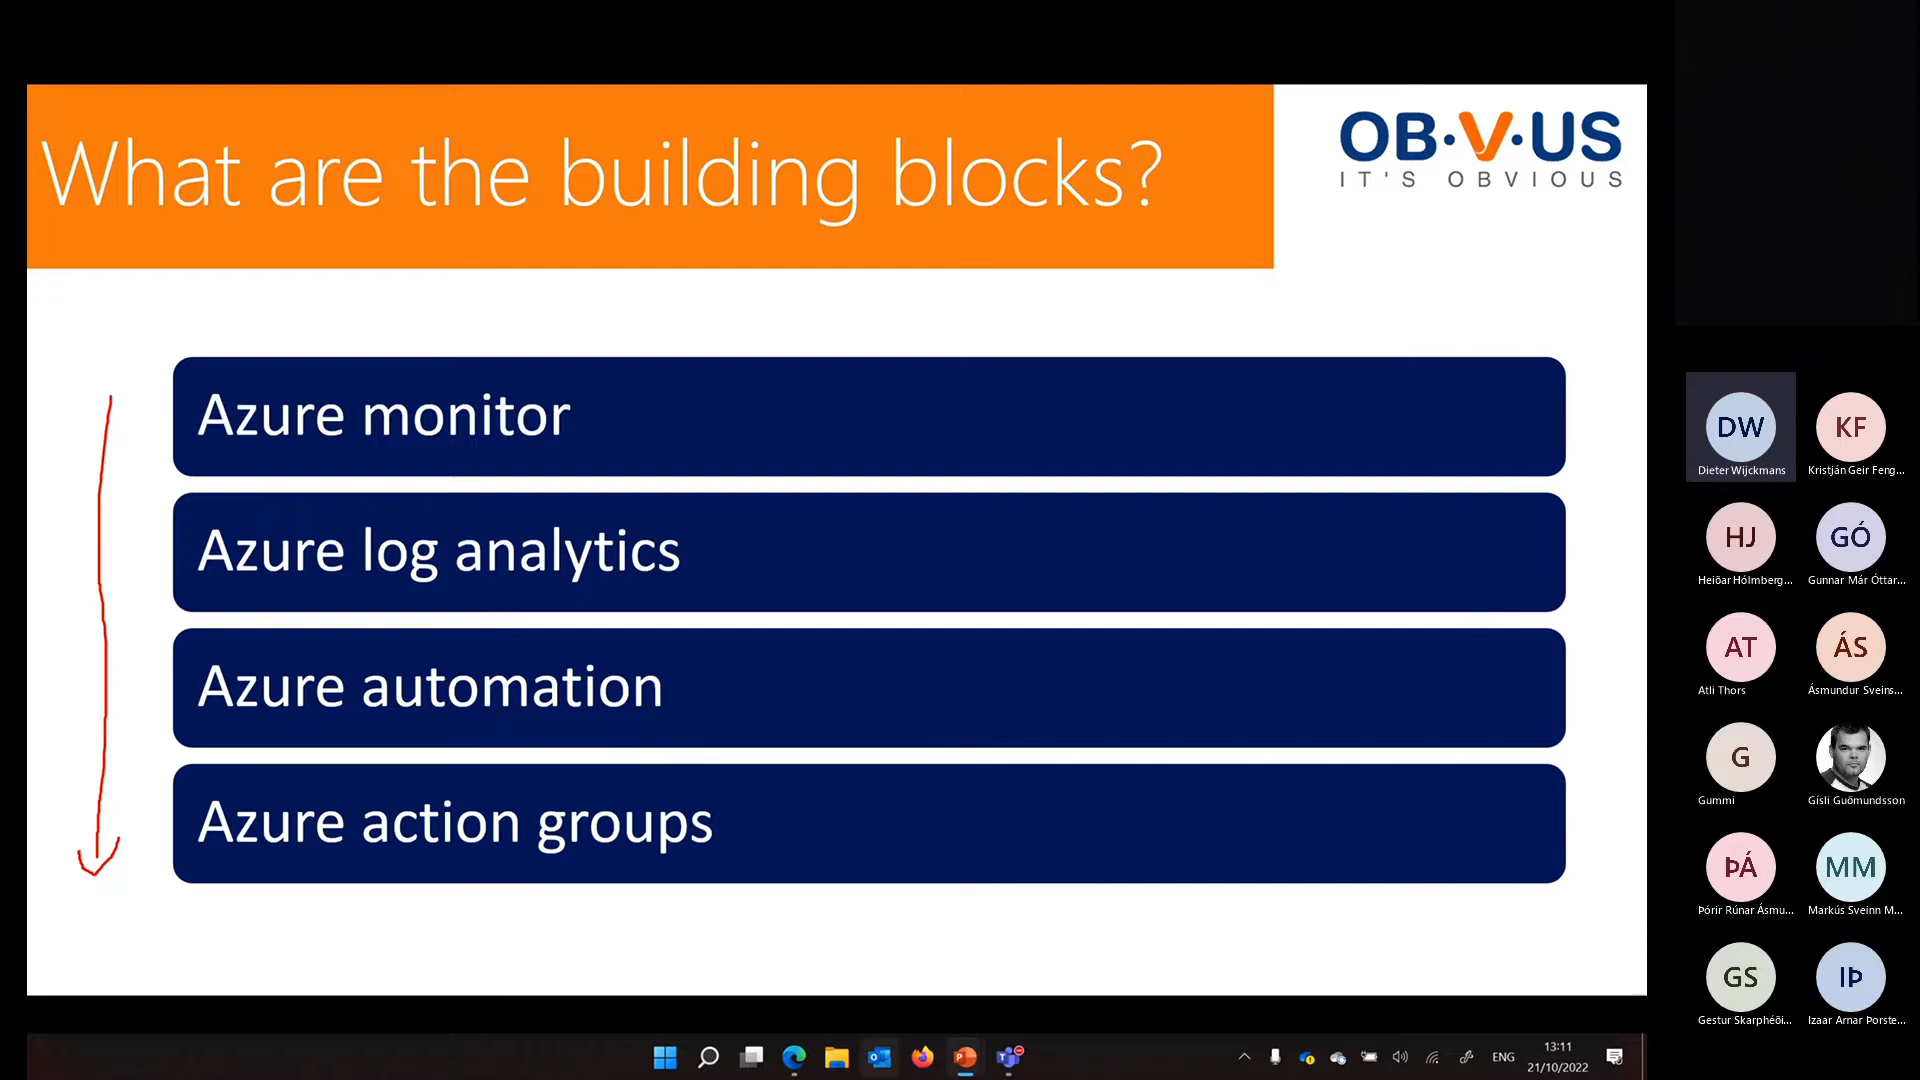 What are the building blocks?
OB·V·US
IT'S OBVIOUS
Azure monitor
Azure log analytics
Azure automation
Azure action groups
DW
Dieter Wijckmans
KF
Kristján Geir Feng...
HJ
Heiðar Hólmberg...
GÓ
Gunnar Már Óttar...
AT
Atli Thors
ÁS
Ásmundur Sveins...
G
Gummi
Gísli Guðmundsson
ÞÁ
Þórir Rúnar Ásmu...
MM
Markús Sveinn M...
GS
Gestur Skarphéði...
IÞ
Izaar Arnar Þorste...
ENG
13:11
21/10/2022